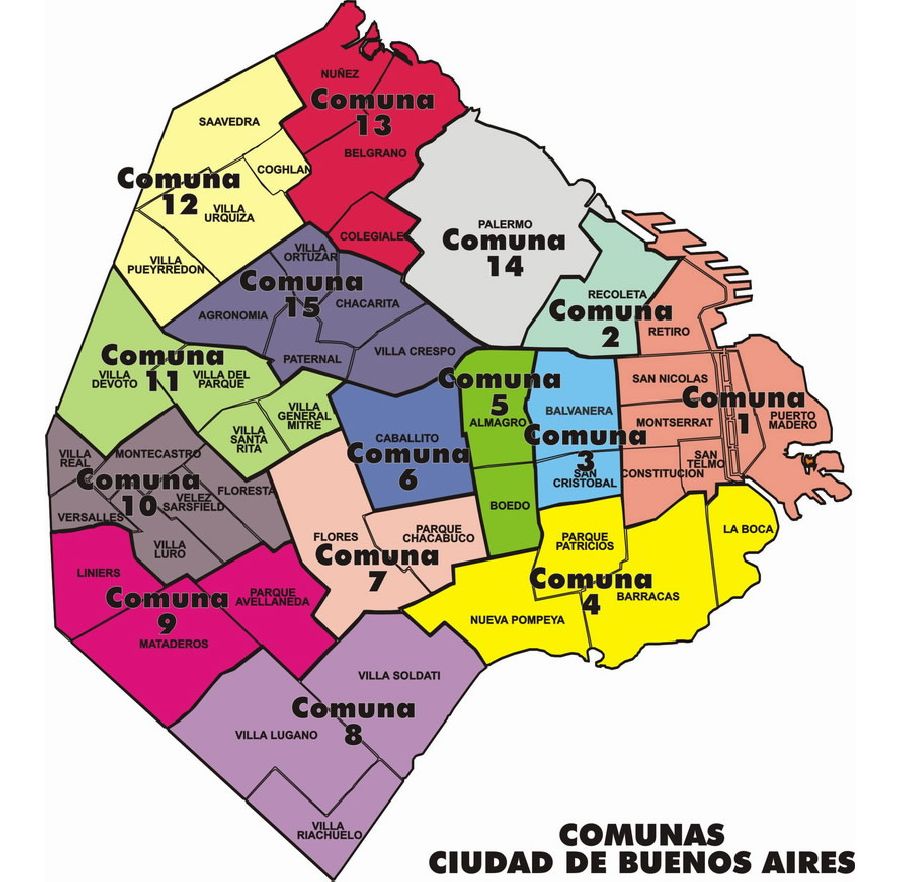 NUÑEZ
Comuna
13
BELGRANO
COLEGIALES
SAAVEDRA
COGHLAN
Comuna
12
VILLA
URQUIZA
VILLA
PUEYRREDON
PALERMO
Comuna
14
VILLA
ORTUZAR
Comuna
15
CHACARITA
AGRONOMIA
PATERNAL
VILLA CRESPO
RECOLETA
Comuna
2
RETIRO
SAN NICOLAS
Comuna
1
MONTSERRAT
PUERTO
MADERO
SAN
TELMO
CONSTITUCION
Comuna
11
VILLA
DEVOTO
VILLA DEL
PARQUE
VILLA
SANTA
RITA
VILLA
GENERAL
MITRE
Comuna
5
ALMAGRO
BOEDO
BALVANERA
Comuna
3
SAN
CRISTOBAL
CABALLITO
Comuna
6
VILLA
REAL
MONTECASTRO
Comuna
10
VELEZ
SARSFIELD
FLORESTA
VERSALLES
VILLA
LURO
FLORES
PARQUE
CHACABUCO
Comuna
7
PARQUE
PATRICIOS
LA BOCA
Comuna
4
BARRACAS
NUEVA POMPEYA
LINIERS
PARQUE
AVELLANEDA
Comuna
9
MATADEROS
VILLA SOLDATI
Comuna
8
VILLA LUGANO
VILLA
RIACHUELO
COMUNAS
CIUDAD DE BUENOS AIRES